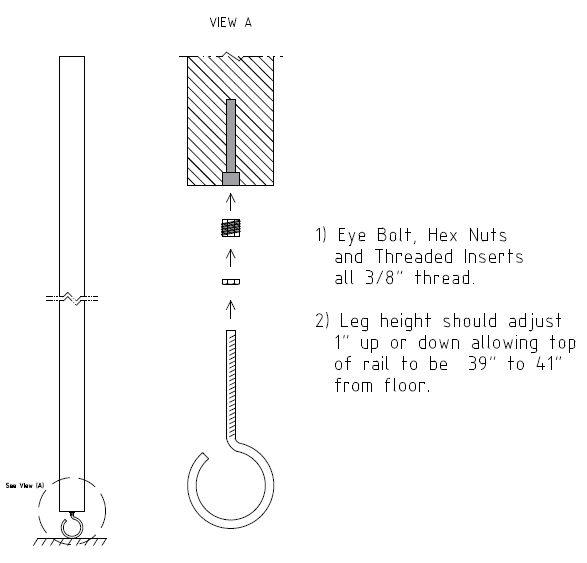 VIEW A
1) Eye Bolt, Hex Nuts
and Threaded Inserts
all 3/8" thread.
2) Leg height should adjust
1" up or down allowing top
of rail to be 39" to 41"
from floor.
See View (A)